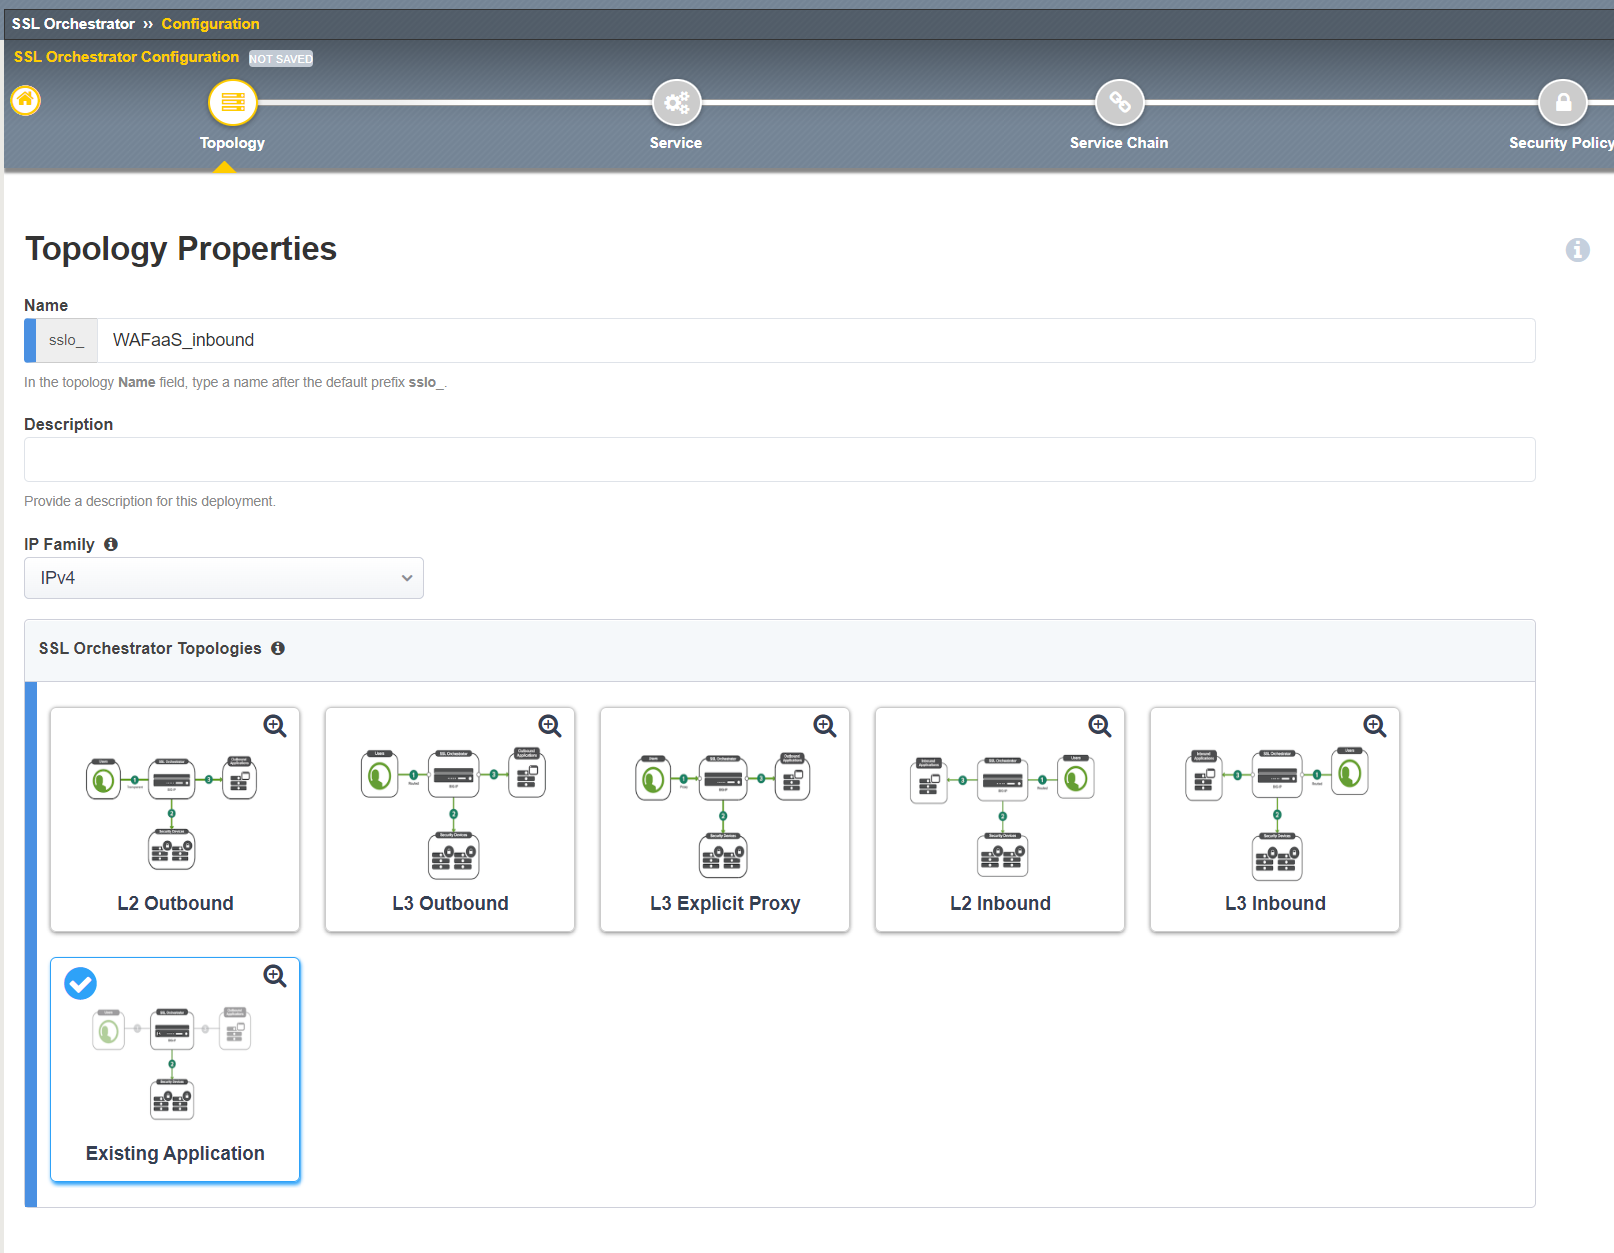 SSL Orchestrator ›› Configuration
SSL Orchestrator Configuration NOT SAVED
Topology
Service
Service Chain
Security Policy
Topology Properties
Name
sslo_ WAFaaS_inbound
In the topology Name field, type a name after the default prefix sslo_.
Description
Provide a description for this deployment.
IP Family
IPv4
SSL Orchestrator Topologies
L2 Outbound
L3 Outbound
L3 Explicit Proxy
L2 Inbound
L3 Inbound
Existing Application